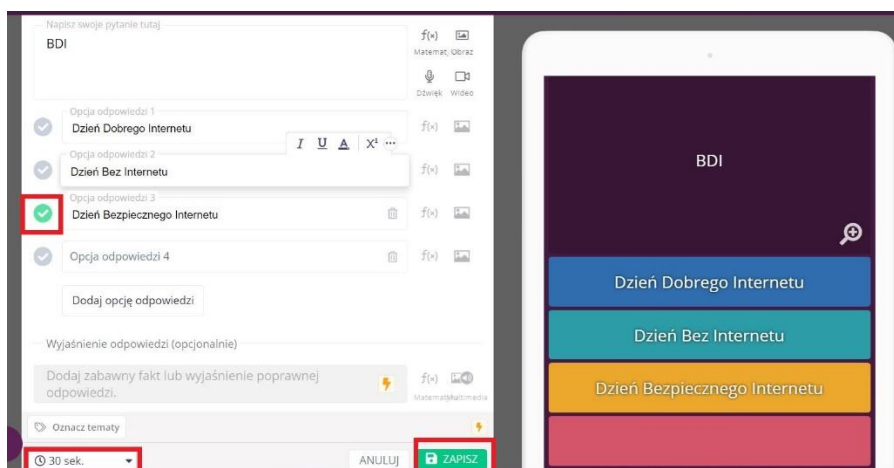 Napisz swoje pytanie tutaj
BDI
f(x)
Matemat. Obraz
Dźwięk Wideo
Opcja odpowiedzi 1
Dzień Dobrego Internetu
f(x)
I U A X¹ ...
Opcja odpowiedzi 2
Dzień Bez Internetu
f(x)
Opcja odpowiedzi 3
Dzień Bezpiecznego Internetu
f(x)
Opcja odpowiedzi 4
f(x)
Dodaj opcję odpowiedzi
Wyjaśnienie odpowiedzi (opcjonalnie)
Dodaj zabawny fakt lub wyjaśnienie poprawnej
odpowiedzi.
f(x)
Matemat Multimedia
Oznacz tematy
30 sek.
ANULUJ
ZAPISZ
BDI
Dzień Dobrego Internetu
Dzień Bez Internetu
Dzień Bezpiecznego Internetu